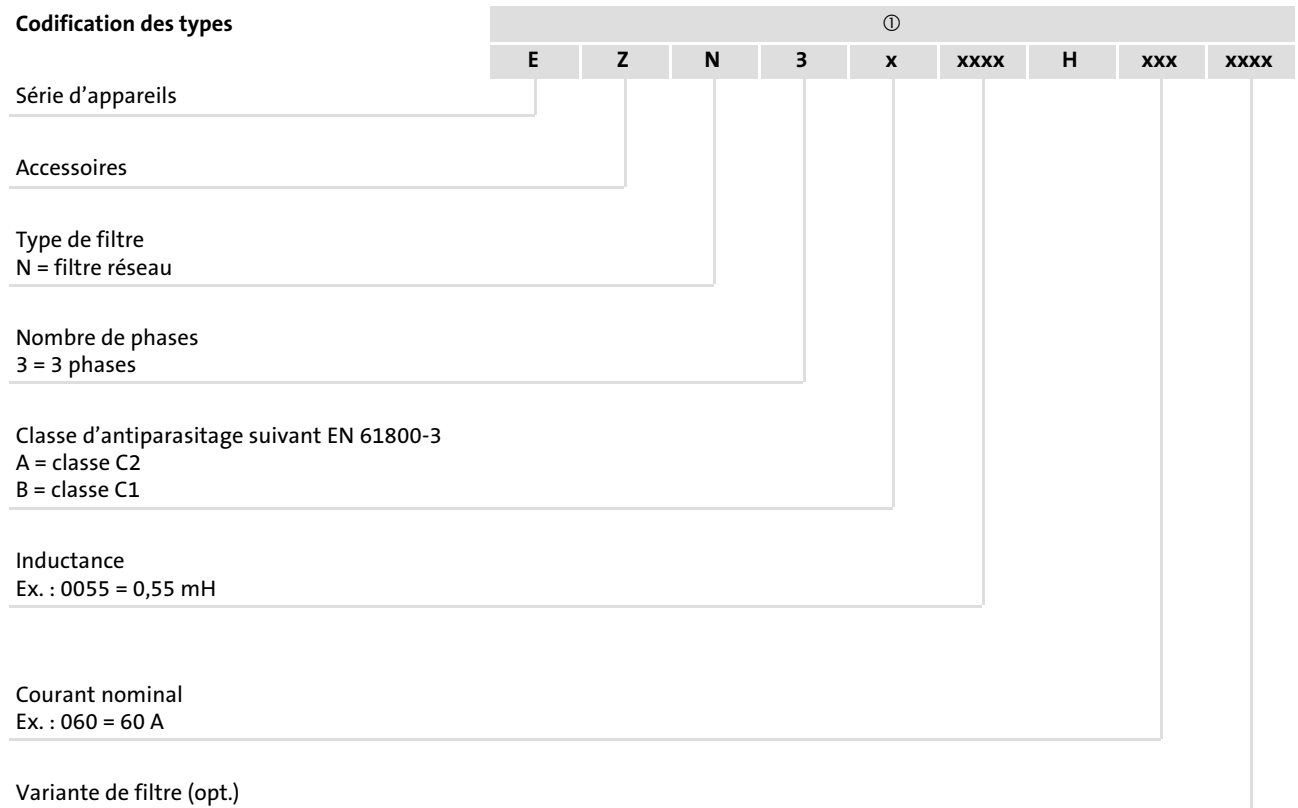 Codification des types
①
E Z N 3 x xxxx H xxx xxxx
Série d’appareils
Accessoires
Type de filtre
N = filtre réseau
Nombre de phases
3 = 3 phases
Classe d’antiparasitage suivant EN 61800-3
A = classe C2
B = classe C1
Inductance
Ex. : 0055 = 0,55 mH
Courant nominal
Ex. : 060 = 60 A
Variante de filtre (opt.)